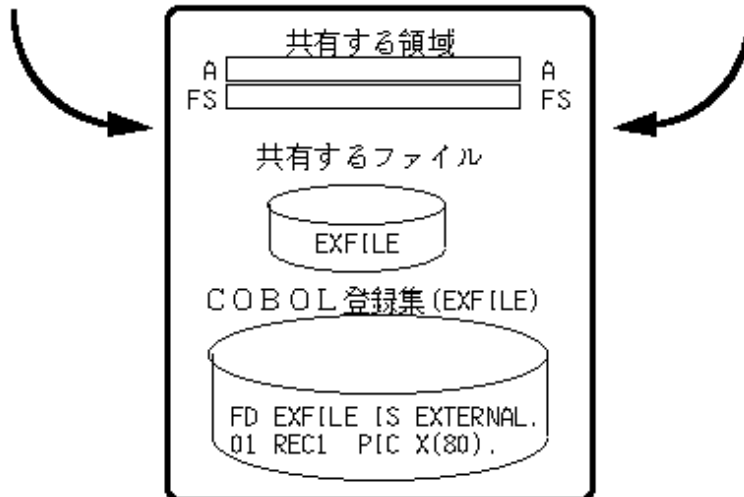 共有する領域
A A
FS FS
共有するファイル
EXFILE
COBOL登録集(EXFILE)
FD EXFILE IS EXTERNAL.
01 REC1 PIC X(80).